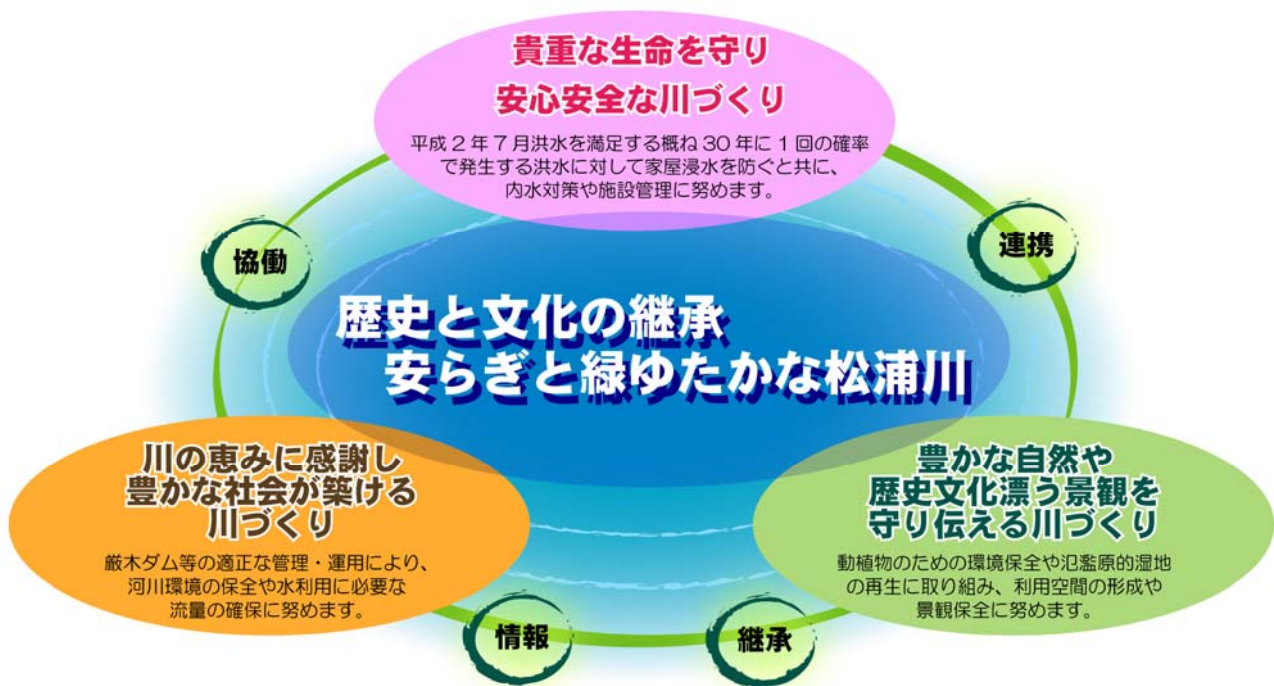 貴重な生命を守り
安心安全な川づくり
平成2年7月洪水を満足する概ね30年に1回の確率
で発生する洪水に対して家屋浸水を防ぐと共に、
内水対策や施設管理に努めます。
協働
連携
歴史と文化の継承
安らぎと緑ゆたかな松浦川
川の恵みに感謝し
豊かな社会が築ける
川づくり
厳木ダム等の適正な管理・運用により、
河川環境の保全や水利用に必要な
流量の確保に努めます。
豊かな自然や
歴史文化漂う景観を
守り伝える川づくり
動植物のための環境保全や氾濫原的湿地
の再生に取り組み、利用空間の形成や
景観保全に努めます。
情報
継承